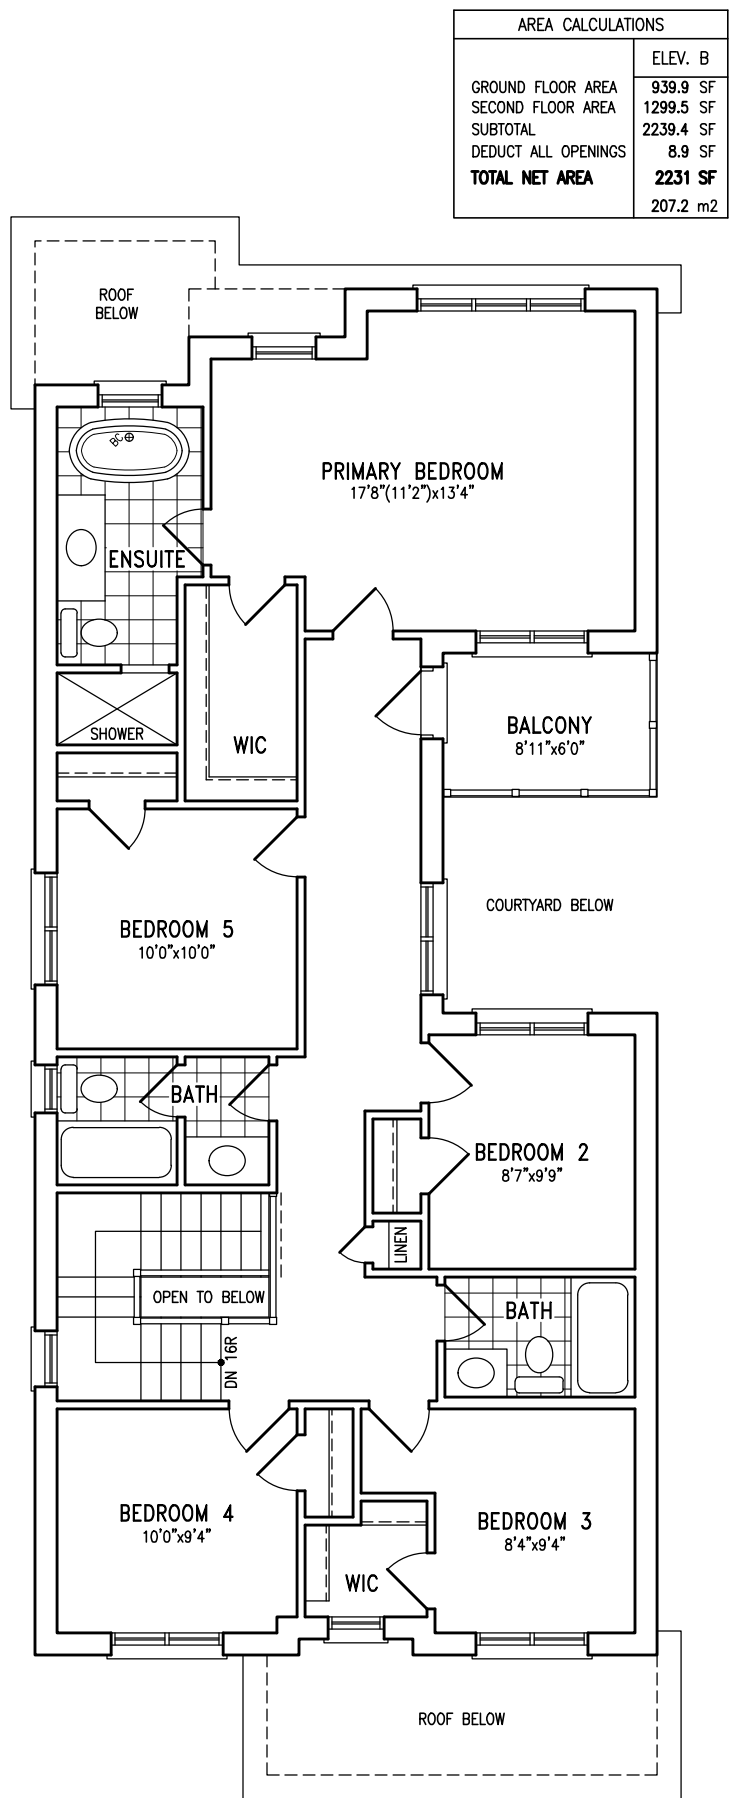 AREA CALCULATIONS
ELEV. B
GROUND FLOOR AREA 939.9 SF
SECOND FLOOR AREA 1299.5 SF
SUBTOTAL 2239.4 SF
DEDUCT ALL OPENINGS 8.9 SF
TOTAL NET AREA 2231 SF
207.2 m2
ROOF
BELOW
BC
PRIMARY BEDROOM
17'8"(11'2")x13'4"
ENSUITE
SHOWER
WIC
BALCONY
8'11"x6'0"
COURTYARD BELOW
BEDROOM 5
10'0"x10'0"
BATH
BEDROOM 2
8'7"x9'9"
LINEN
OPEN TO BELOW
BATH
DN 16R
BEDROOM 4
10'0"x9'4"
BEDROOM 3
8'4"x9'4"
WIC
ROOF BELOW